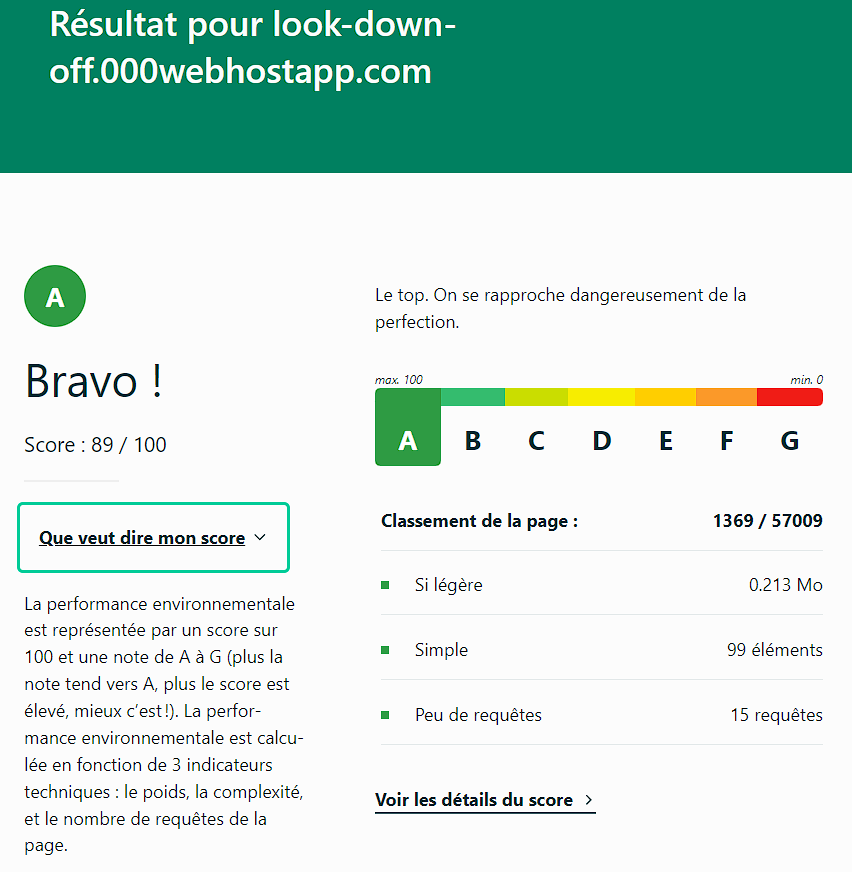 Résultat pour look-down-
off.000webhostapp.com
A
Bravo !
Score : 89 / 100
Que veut dire mon score
La performance environnementale
est représentée par un score sur
100 et une note de A à G (plus la
note tend vers A, plus le score est
élevé, mieux c’est!). La perfor-
mance environnementale est calcu-
lée en fonction de 3 indicateurs
techniques : le poids, la complexité,
et le nombre de requêtes de la
page.
Le top. On se rapproche dangereusement de la
perfection.
max. 100 min. 0
A B C D E F G
Classement de la page : 1369 / 57009
Si légère 0.213 Mo
Simple 99 éléments
Peu de requêtes 15 requêtes
Voir les détails du score